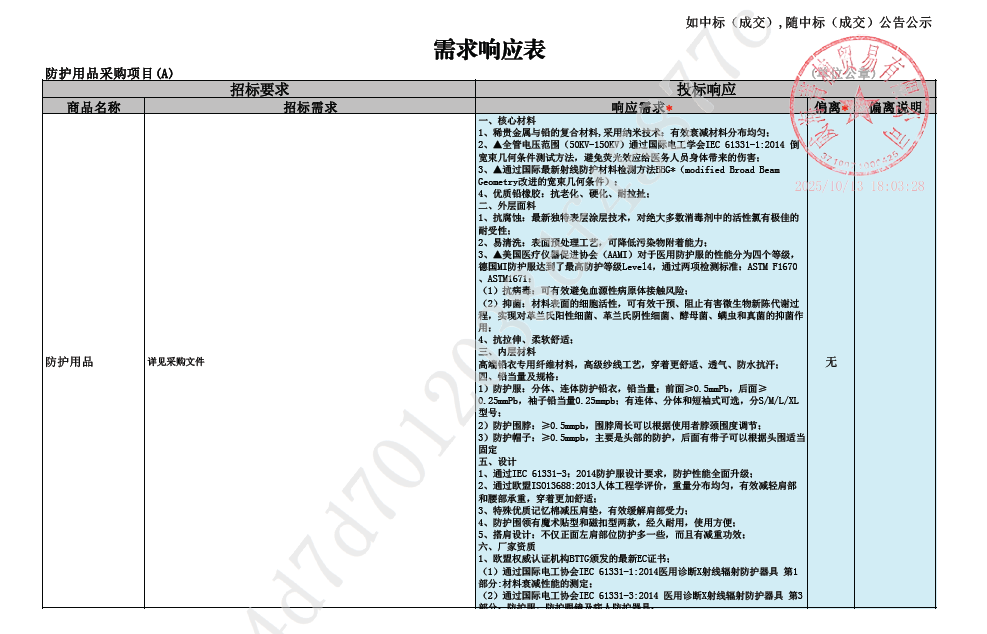 如中标（成交）,随中标（成交）公告公示
需求响应表
防护用品采购项目(A)
(单位公章)
招标要求 投标响应
商品名称 招标需求 响应需求* 偏离* 偏离说明
一、核心材料
1、稀贵金属与铅的复合材料,采用纳米技术；有效衰减材料分布均匀；
2、▲全管电压范围（50KV-150KV）通过国际电工学会IEC 61331-1:2014 倒
宽束几何条件测试方法，避免荧光效应给医务人员身体带来的伤害；
3、▲通过国际最新射线防护材料检测方法BBG*（modified Broad Beam
Geometry改进的宽束几何条件）；
4、优质铅橡胶：抗老化、硬化、耐拉扯；
二、外层面料
1、抗腐蚀：最新独特表层涂层技术，对绝大多数消毒剂中的活性氯有极佳的
耐受性；
2、易清洗：表面预处理工艺，可降低污染物附着能力；
3、▲美国医疗仪器促进协会（AAMI）对于医用防护服的性能分为四个等级，
德国MI防护服达到了最高防护等级Level4，通过两项检测标准：ASTM F1670
、ASTM1671；
（1）抗病毒：可有效避免血源性病原体接触风险；
（2）抑菌：材料表面的细胞活性，可有效干预、阻止有害微生物新陈代谢过
程，实现对革兰氏阳性细菌、革兰氏阴性细菌、酵母菌、螨虫和真菌的抑菌作
用；
4、抗拉伸、柔软舒适；
三、内层材料
防护用品 详见采购文件 高端铅衣专用纤维材料，高级纱线工艺，穿着更舒适、透气、防水抗汗； 无
四、铅当量及规格：
1）防护服：分体、连体防护铅衣，铅当量：前面≥0.5mmPb，后面≥
0.25mmPb，袖子铅当量0.25mmpb；有连体、分体和短袖式可选，分S/M/L/XL
型号；
2）防护围脖：≥0.5mmpb，围脖周长可以根据使用者脖颈围度调节；
3）防护帽子：≥0.5mmpb，主要是头部的防护，后面有带子可以根据头围适当
固定
五、设计
1、通过IEC 61331-3：2014防护服设计要求，防护性能全面升级；
2、通过欧盟ISO13688:2013人体工程学评价，重量分布均匀，有效减轻肩部
和腰部承重，穿着更加舒适；
3、特殊优质记忆棉减压肩垫，有效缓解肩部受力；
4、防护围领有魔术贴型和磁扣型两款，经久耐用，使用方便；
5、搭肩设计：不仅正面左肩部位防护多一些，而且有减重功效；
六、厂家资质
1、欧盟权威认证机构BTTG颁发的最新EC证书；
（1）通过国际电工协会IEC 61331-1:2014医用诊断X射线辐射防护器具 第1
部分:材料衰减性能的测定；
（2）通过国际电工协会IEC 61331-3:2014 医用诊断X射线辐射防护器具 第3
部分：防护服、防护眼镜及病人防护器具；
2025/10/13 18:03:28